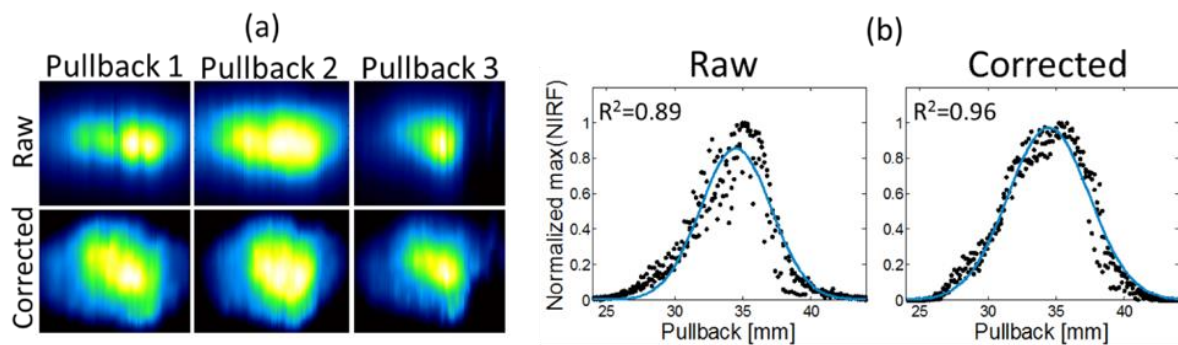 (a)
Pullback 1 Pullback 2 Pullback 3
Raw
Corrected
(b)
Raw
R²=0.89
Normalized max(NIRF)
1
0.8
0.6
0.4
0.2
0
25 30 35 40
Pullback [mm]
Corrected
R²=0.96
1
0.8
0.6
0.4
0.2
0
25 30 35 40
Pullback [mm]